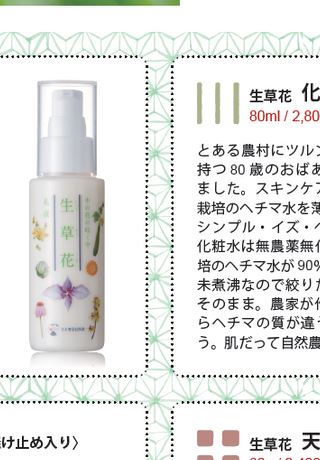 生草花
生草花 化
80ml / 2,80
とある農村にツルン
持つ 80 歳のおばあ
ました。スキンケア
栽培のヘチマ水を薄
シンプル・イズ・ベ
化粧水は無農薬無化
培のヘチマ水が 90%
未煮沸なので絞りた
そのまま。農家が作
らヘチマの質が違う
う。肌だって自然農
け止め入り〉
生草花 天